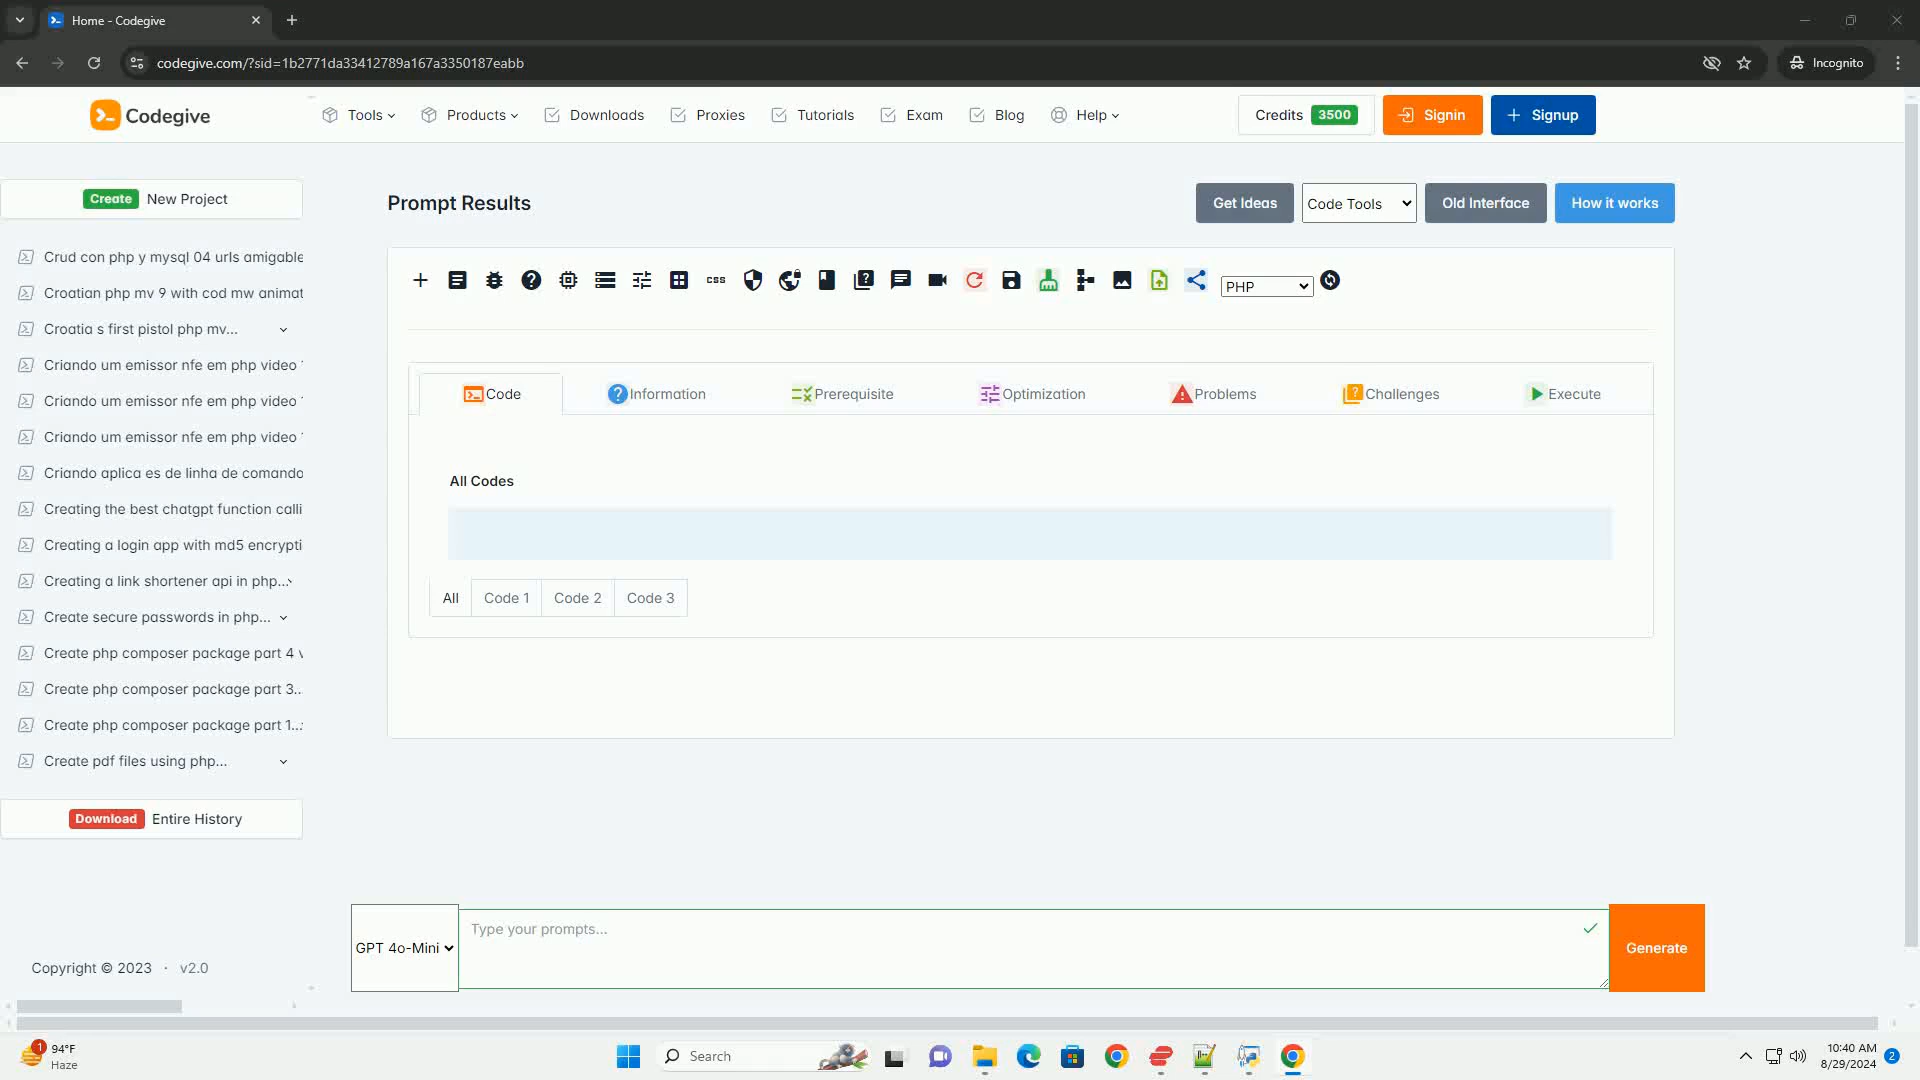 Home - Codegive
codegive.com/?sid=1b2771da33412789a167a3350187eabb
Incognito
Codegive
Tools
Products
Downloads
Proxies
Tutorials
Exam
Blog
Help
Credits 3500
Signin
Signup
Create New Project
Crud con php y mysql 04 urls amigable
Croatian php mv 9 with cod mw animat
Croatia s first pistol php mv...
Criando um emissor nfe em php video
Criando um emissor nfe em php video
Criando um emissor nfe em php video
Criando aplica es de linha de comando
Creating the best chatgpt function calli
Creating a login app with md5 encrypti
Creating a link shortener api in php...
Create secure passwords in php...
Create php composer package part 4 v
Create php composer package part 3...
Create php composer package part 1...
Create pdf files using php...
Download Entire History
Copyright © 2023 · v2.0
Prompt Results
Get Ideas
Code Tools
Old Interface
How it works
css
PHP
Code
Information
Prerequisite
Optimization
Problems
Challenges
Execute
All Codes
All
Code 1
Code 2
Code 3
GPT 4o-Mini
Type your prompts...
Generate
1
94°F
Haze
Search
10:40 AM
8/29/2024
2